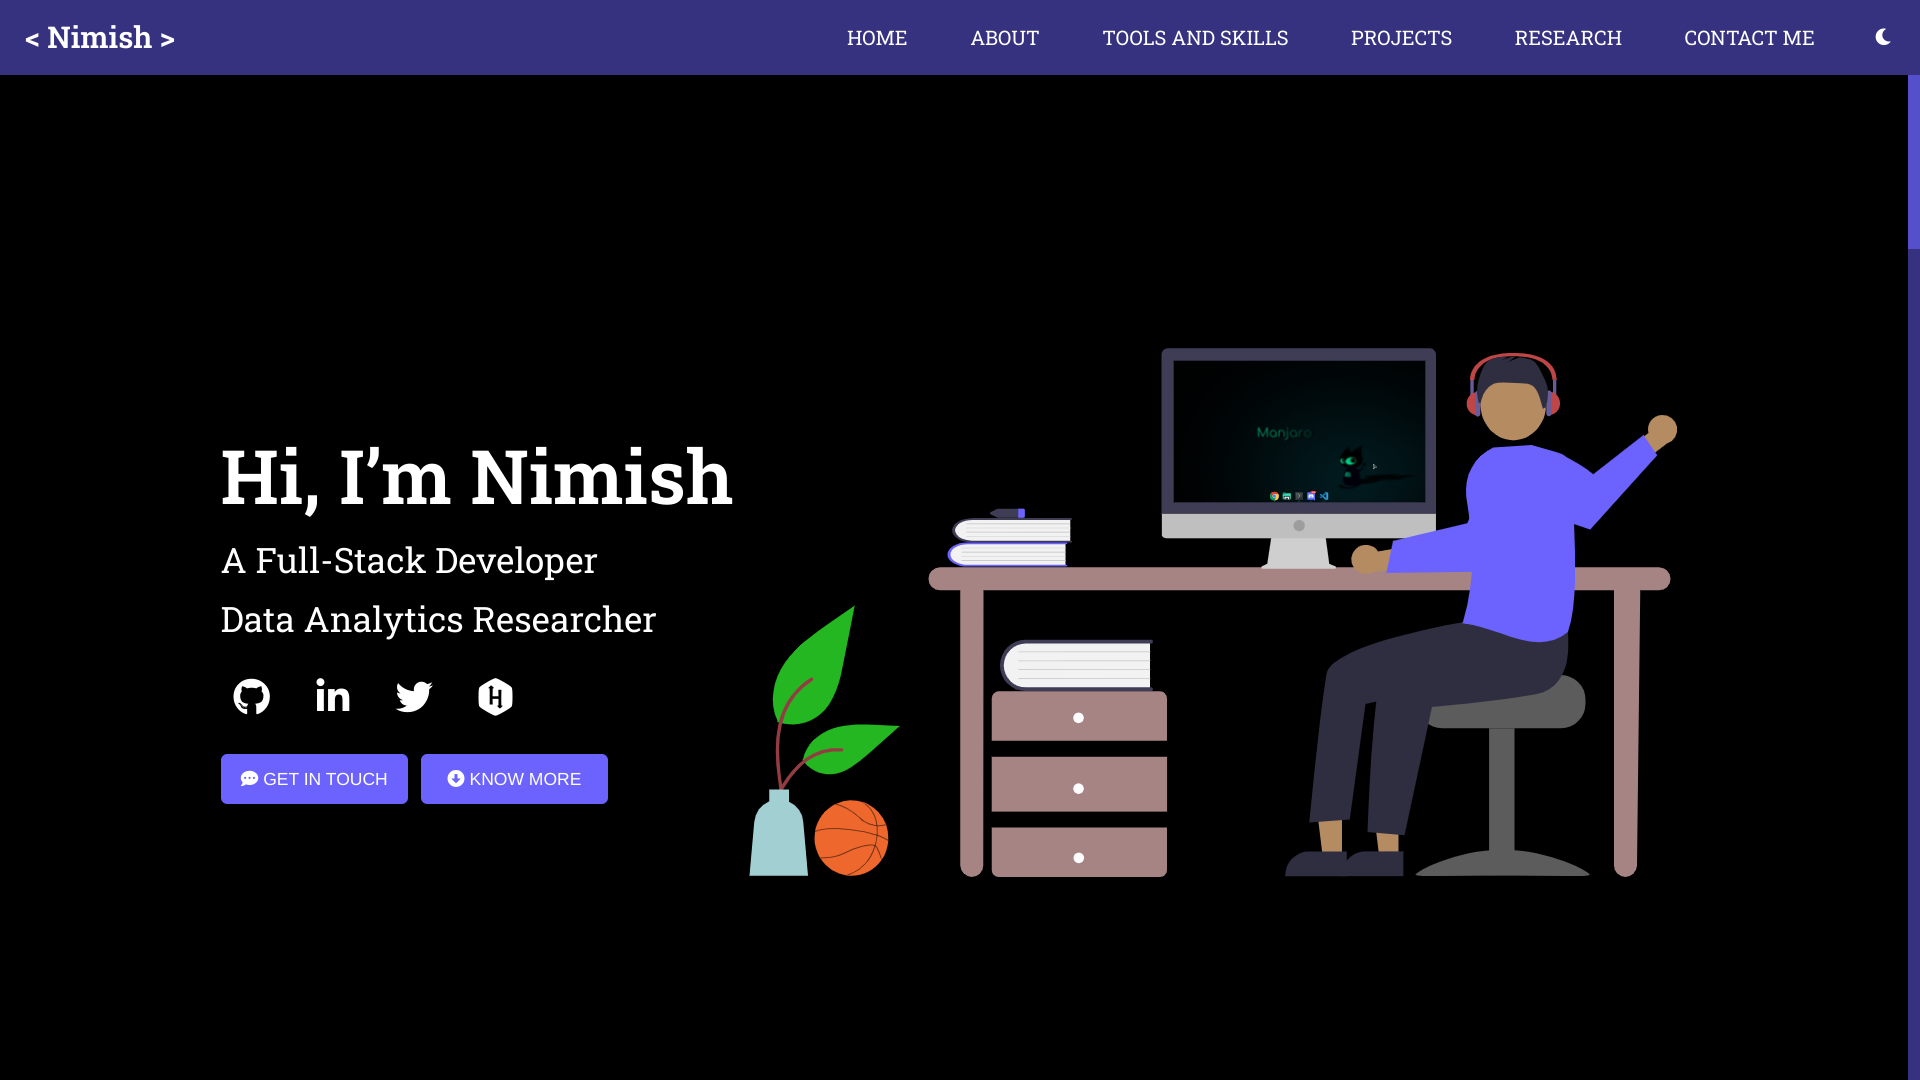 < Nimish >
HOME
ABOUT
TOOLS AND SKILLS
PROJECTS
RESEARCH
CONTACT ME
Manjaro
Hi, I’m Nimish
A Full-Stack Developer
Data Analytics Researcher
GET IN TOUCH
KNOW MORE